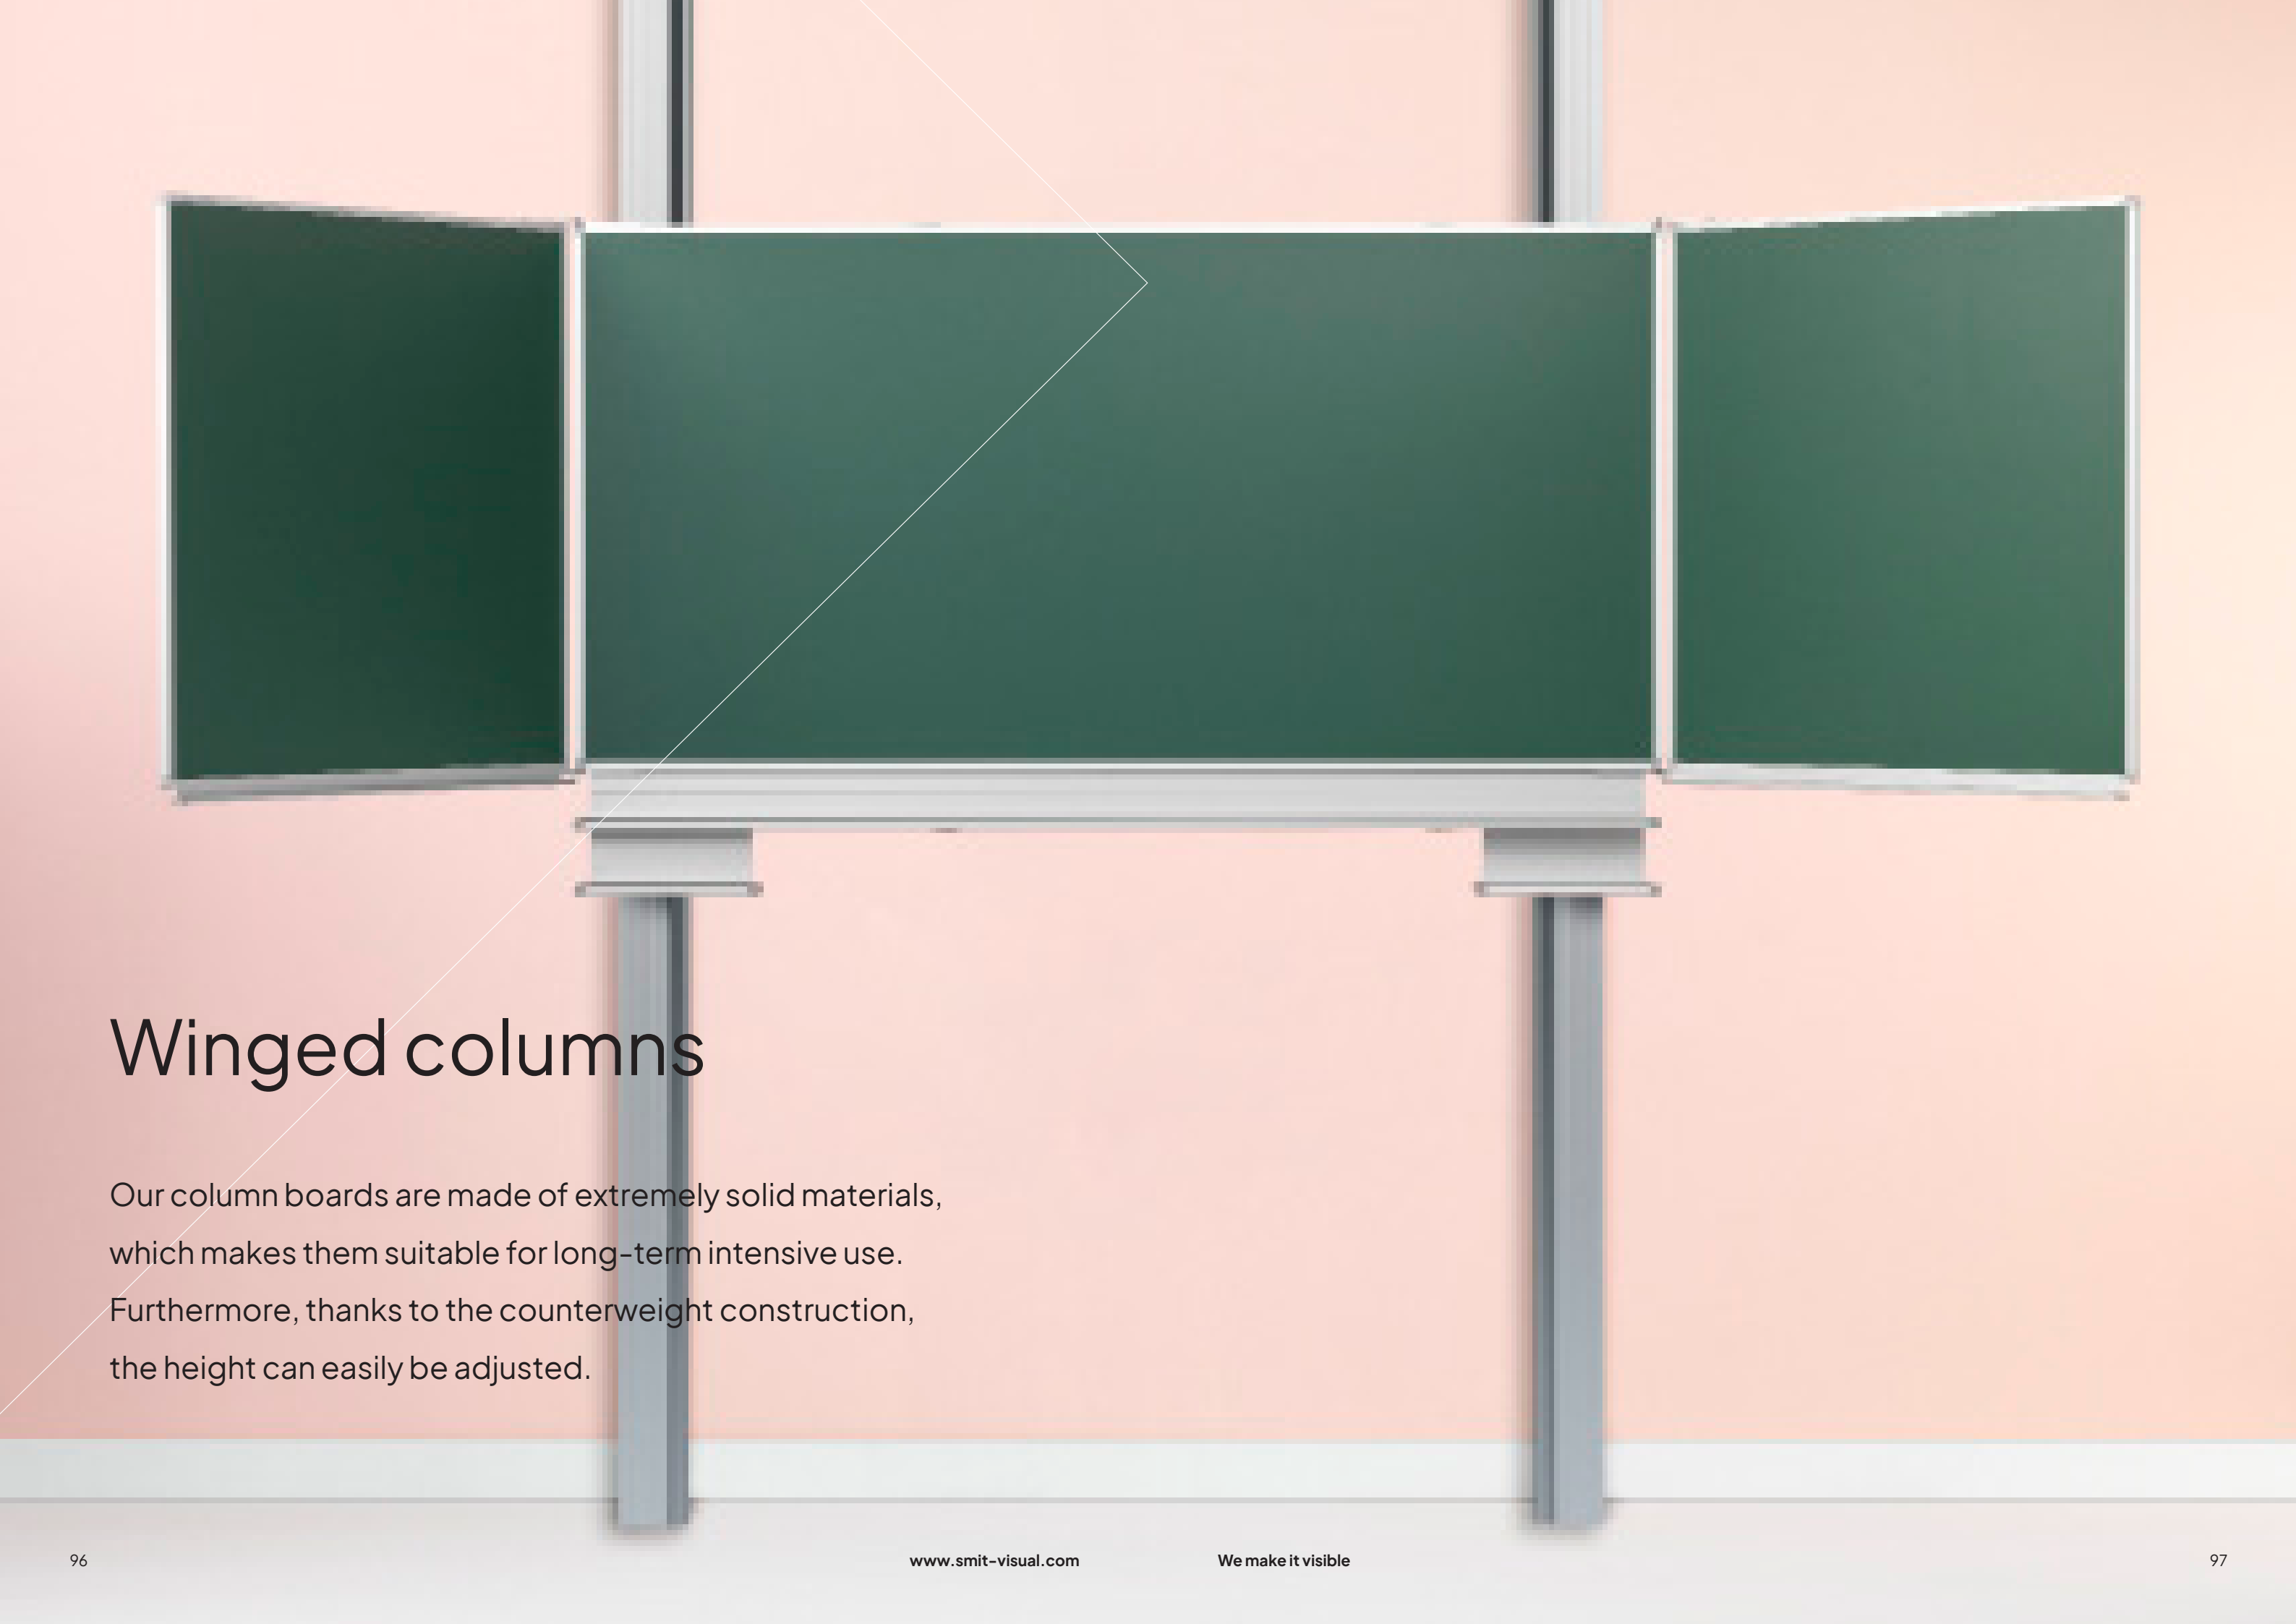 Winged columns
Our column boards are made of extremely solid materials,
which makes them suitable for long-term intensive use.
Furthermore, thanks to the counterweight construction,
the height can easily be adjusted.
96
www.smit-visual.com
We make it visible
97